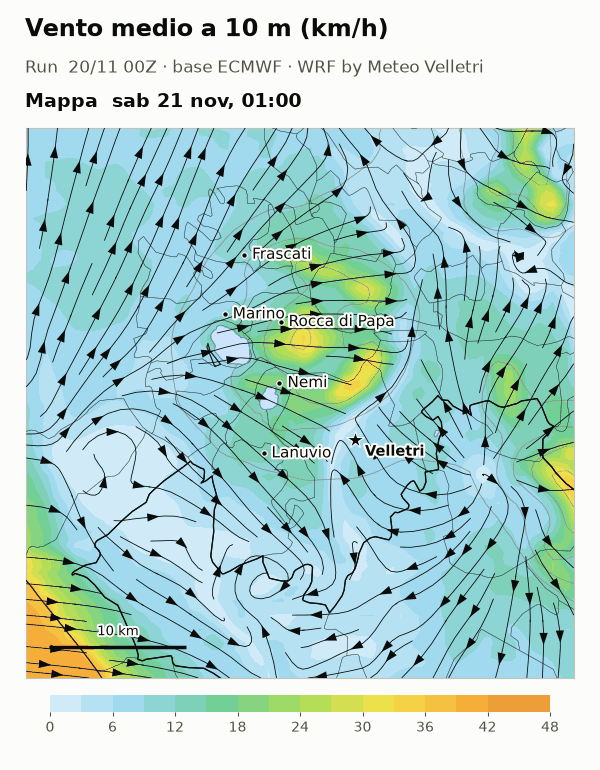 Vento medio a 10 m (km/h)
Run  20/11 00Z · base ECMWF · WRF by Meteo Velletri
Mappa  sab 21 nov, 01:00
Frascati
Marino
Rocca di Papa
Nemi
Velletri
Lanuvio
10 km
0 6 12 18 24 30 36 42 48